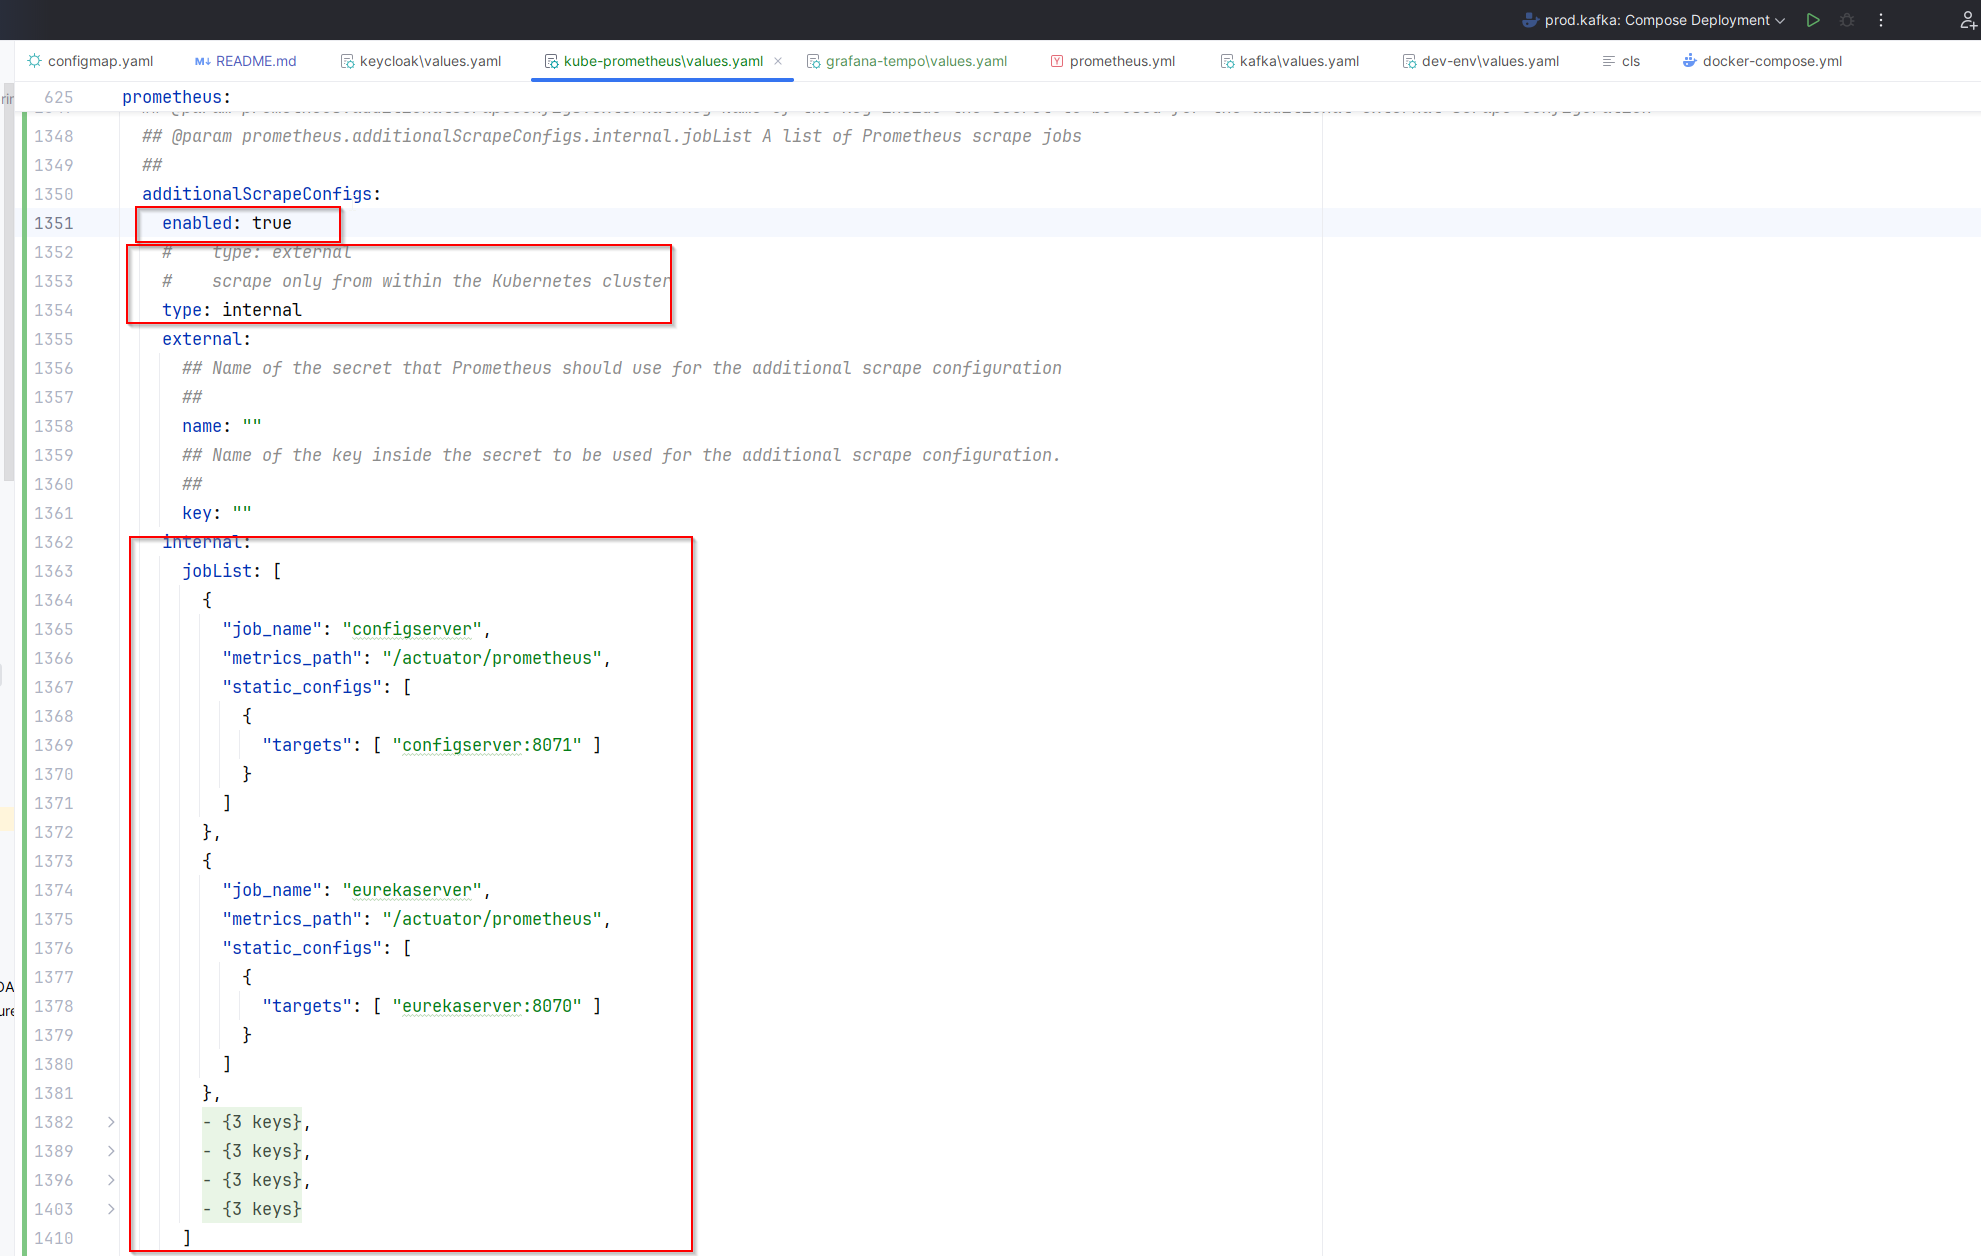 prod.kafka: Compose Deployment
configmap.yaml README.md keycloak\values.yaml kube-prometheus\values.yaml grafana-tempo\values.yaml prometheus.yml kafka\values.yaml dev-env\values.yaml cls docker-compose.yml
625 prometheus:
1348 ## @param prometheus.additionalScrapeConfigs.internal.jobList A list of Prometheus scrape jobs
1349 ##
1350 additionalScrapeConfigs:
1351 enabled: true
1352 # type: external
1353 # scrape only from within the Kubernetes cluster
1354 type: internal
1355 external:
1356 ## Name of the secret that Prometheus should use for the additional scrape configuration
1357 ##
1358 name: ""
1359 ## Name of the key inside the secret to be used for the additional scrape configuration.
1360 ##
1361 key: ""
1362 internal:
1363 jobList: [
1364 {
1365 "job_name": "configserver",
1366 "metrics_path": "/actuator/prometheus",
1367 "static_configs": [
1368 {
1369 "targets": [ "configserver:8071" ]
1370 }
1371 ]
1372 },
1373 {
1374 "job_name": "eurekaserver",
1375 "metrics_path": "/actuator/prometheus",
1376 "static_configs": [
1377 {
1378 "targets": [ "eurekaserver:8070" ]
1379 }
1380 ]
1381 },
1382 - {3 keys},
1389 - {3 keys},
1396 - {3 keys},
1403 - {3 keys}
1410 ]